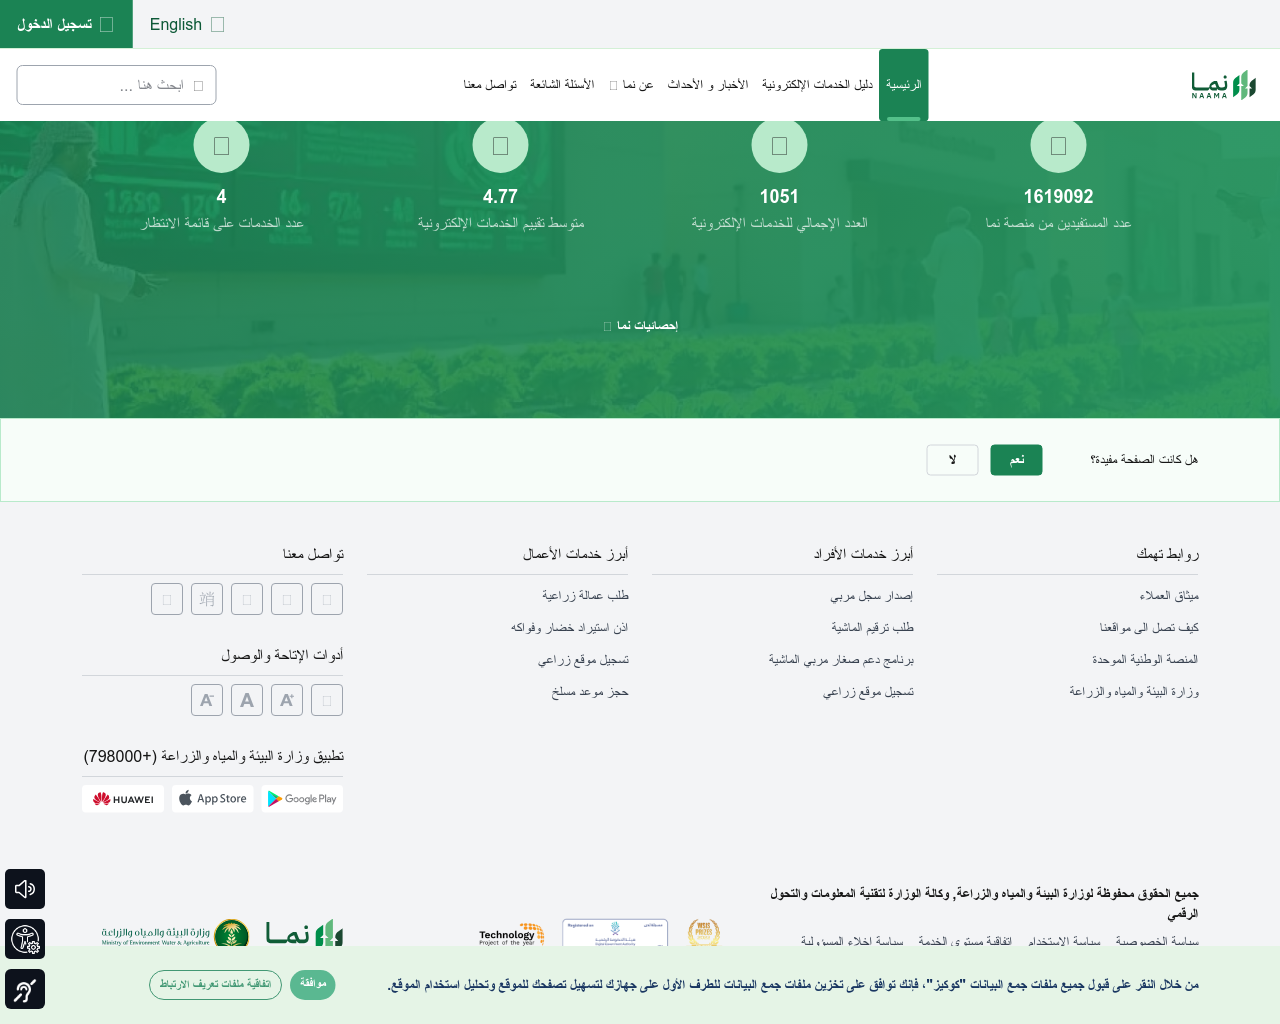 English
تسجيل الدخول
نما
NAAMA
الرئيسية
دليل الخدمات الإلكترونية
الأخبار و الأحداث
عن نما
الأسئلة الشائعة
تواصل معنا
ابحث هنا ...
1619092
عدد المستفيدين من منصة نما
1051
العدد الإجمالي للخدمات الإلكترونية
4.77
متوسط تقييم الخدمات الإلكترونية
4
عدد الخدمات على قائمة الانتظار
إحصائيات نما
هل كانت الصفحة مفيدة؟
نعم
لا
روابط تهمك
ميثاق العملاء
كيف تصل الى مواقعنا
المنصة الوطنية الموحدة
وزارة البيئة والمياه والزراعة
أبرز خدمات الأفراد
إصدار سجل مربي
طلب ترقيم الماشية
برنامج دعم صغار مربي الماشية
تسجيل موقع زراعي
أبرز خدمات الأعمال
طلب عمالة زراعية
اذن استيراد خضار وفواكه
تسجيل موقع زراعي
حجز موعد مسلخ
تواصل معنا
أدوات الإتاحة والوصول
A+
A
A-
تطبيق وزارة البيئة والمياه والزراعة (+798000)
Google Play
App Store
HUAWEI
جميع الحقوق محفوظة لوزارة البيئة والمياه والزراعة, وكالة الوزارة لتقنية المعلومات والتحول
الرقمي
سياسة الخصوصية
سياسة الاستخدام
اتفاقية مستوى الخدمة
سياسة إخلاء المسؤولية
WSIS
PRIZES
Registered on
Technology
Project of the year
نما
وزارة البيئة والمياه والزراعة
Ministry of Environment Water & Agriculture
من خلال النقر على قبول جميع ملفات جمع البيانات "كوكيز"، فإنك توافق على تخزين ملفات جمع البيانات للطرف الأول على جهازك لتسهيل تصفحك للموقع وتحليل استخدام الموقع.
موافقة
اتفاقية ملفات تعريف الارتباط